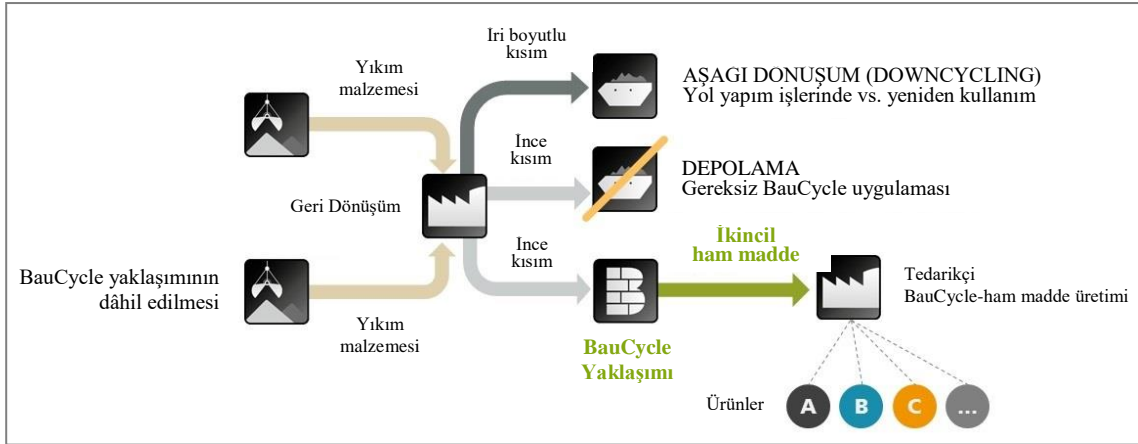 Iri boyutlu
kısım
Yıkım
malzemesi
AŞAGI DONUŞUM (DOWNCYCLING)
Yol yapım işlerinde vs. yeniden kullanım
Ince
kısım
DEPOLAMA
Gereksiz BauCycle uygulaması
Geri Dönüşüm
Ince
kısım
İkincil
ham madde
BauCycle yaklaşımının
dâhil edilmesi
Tedarikçi
BauCycle-ham madde üretimi
Yıkım
malzemesi
B
BauCycle
Yaklaşımı
Ürünler
A
B
C
...